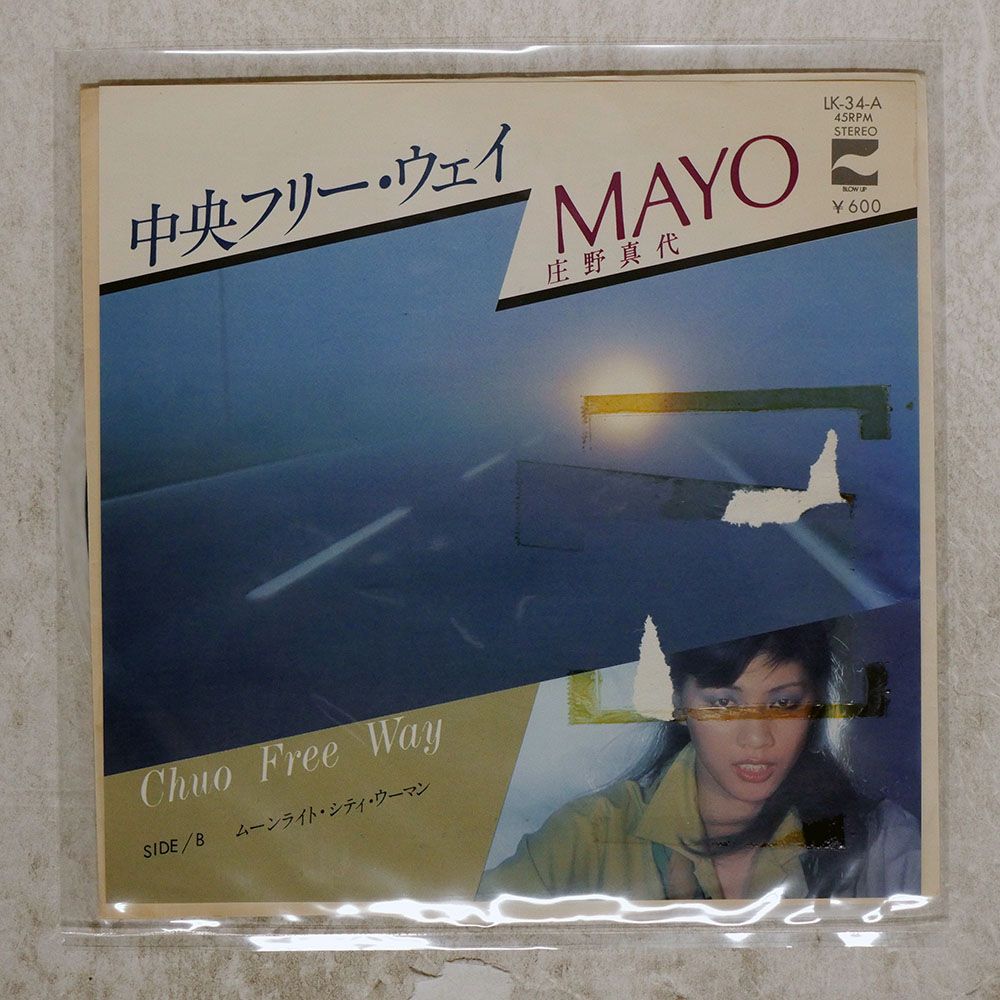 中央フリー・ウェイ
MAYO
庄野真代
LK-34-A
45RPM
STEREO
BLOW UP
￥600
Chuo Free Way
SIDE/B ムーンライト・シティ・ウーマン